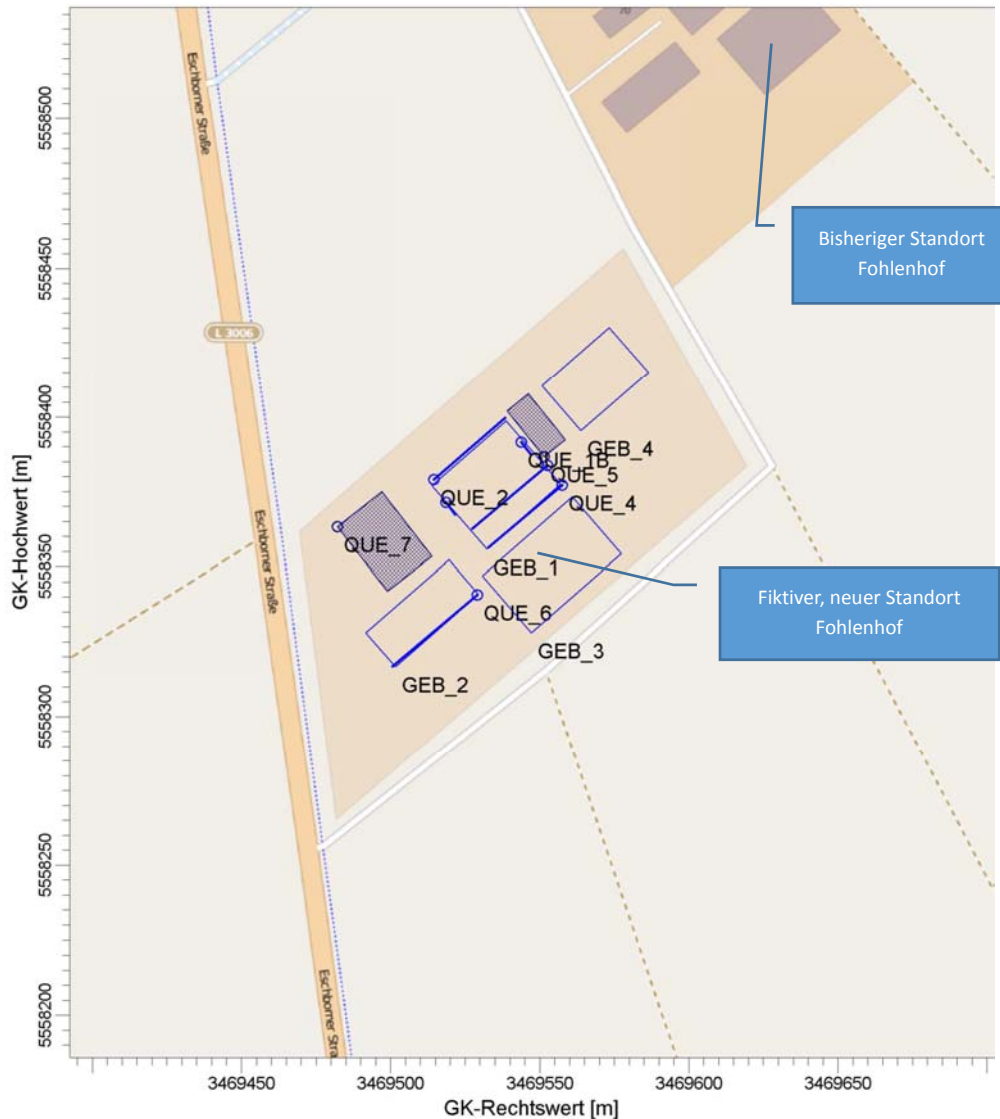 70
Eschborner Straße
L 3006
Eschborner Straße
Eschborner Stra
Bisheriger Standort
Fohlenhof
GEB_4
QUE_1B
QUE_5
QUE_2
QUE_4
QUE_7
GEB_1
Fiktiver, neuer Standort
Fohlenhof
QUE_6
GEB_3
GEB_2
GK-Hochwert [m]
5558500
5558450
5558400
5558350
5558300
5558250
5558200
3469450
3469500
3469550
3469600
3469650
GK-Rechtswert [m]